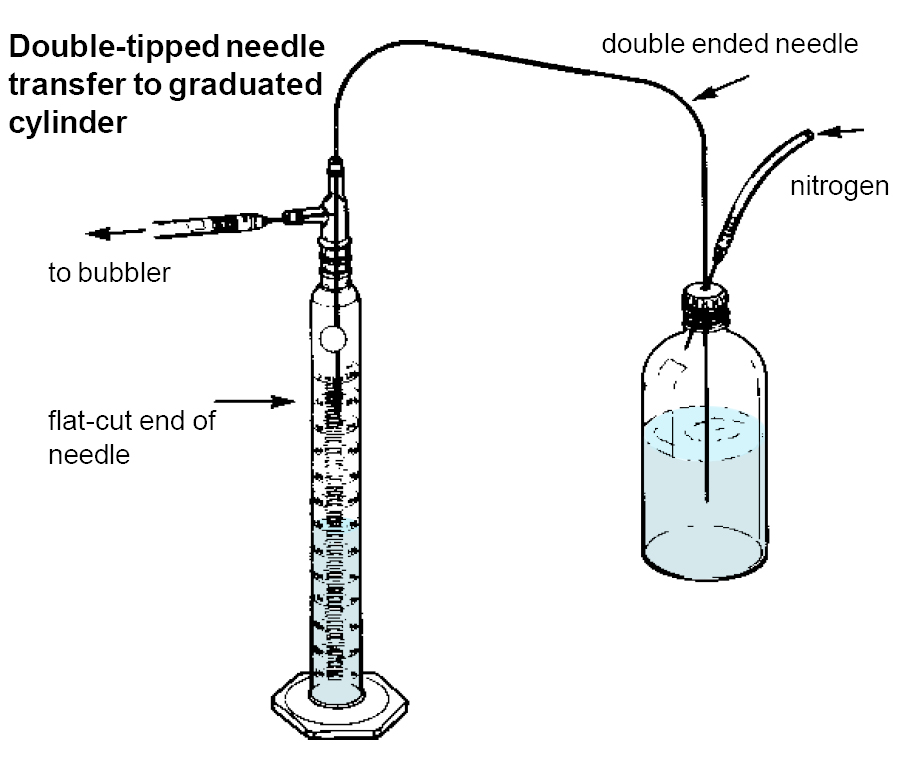 Double-tipped needle
transfer to graduated
cylinder
double ended needle
nitrogen
to bubbler
flat-cut end of
needle